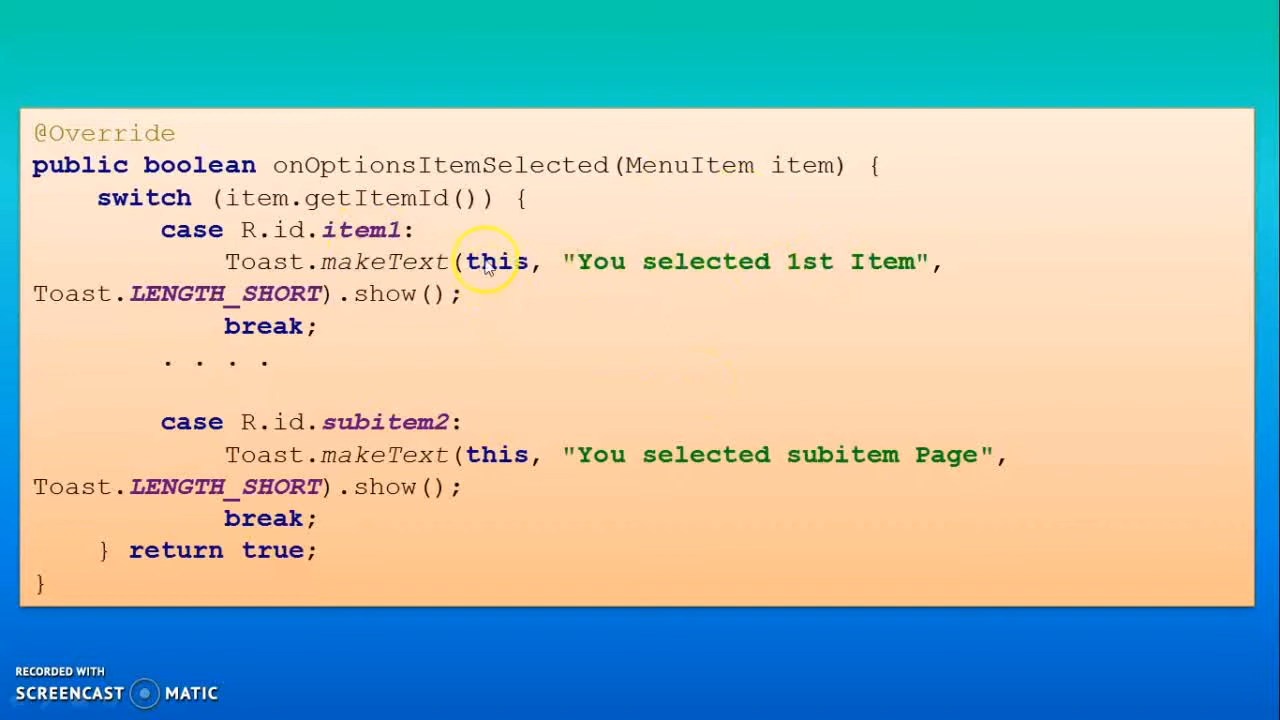 @Override
public boolean onOptionsItemSelected(MenuItem item) {
switch (item.getItemId()) {
case R.id.item1:
Toast.makeText(this, "You selected 1st Item",
Toast.LENGTH_SHORT).show();
break;
. . . .
case R.id.subitem2:
Toast.makeText(this, "You selected subitem Page",
Toast.LENGTH_SHORT).show();
break;
} return true;
}
RECORDED WITH
SCREENCAST MATIC